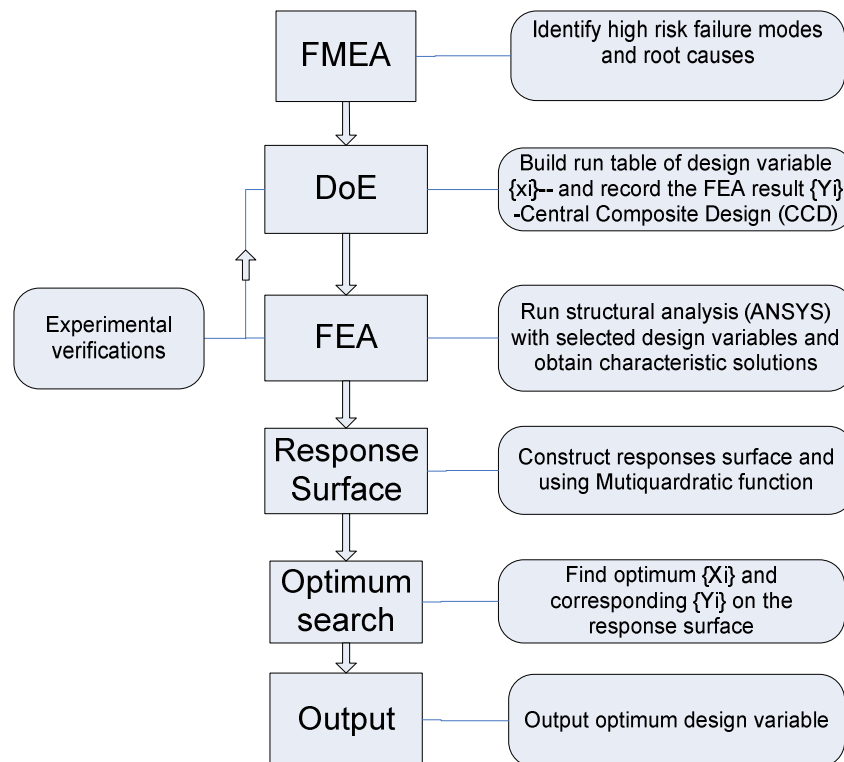 FMEA
Identify high risk failure modes
and root causes
DoE
Build run table of design variable
{xi}-- and record the FEA result {Yi}
-Central Composite Design (CCD)
Experimental
verifications
FEA
Run structural analysis (ANSYS)
with selected design variables and
obtain characteristic solutions
Response
Surface
Construct responses surface and
using Mutiquardratic function
Optimum
search
Find optimum {Xi} and
corresponding {Yi} on the
response surface
Output
Output optimum design variable